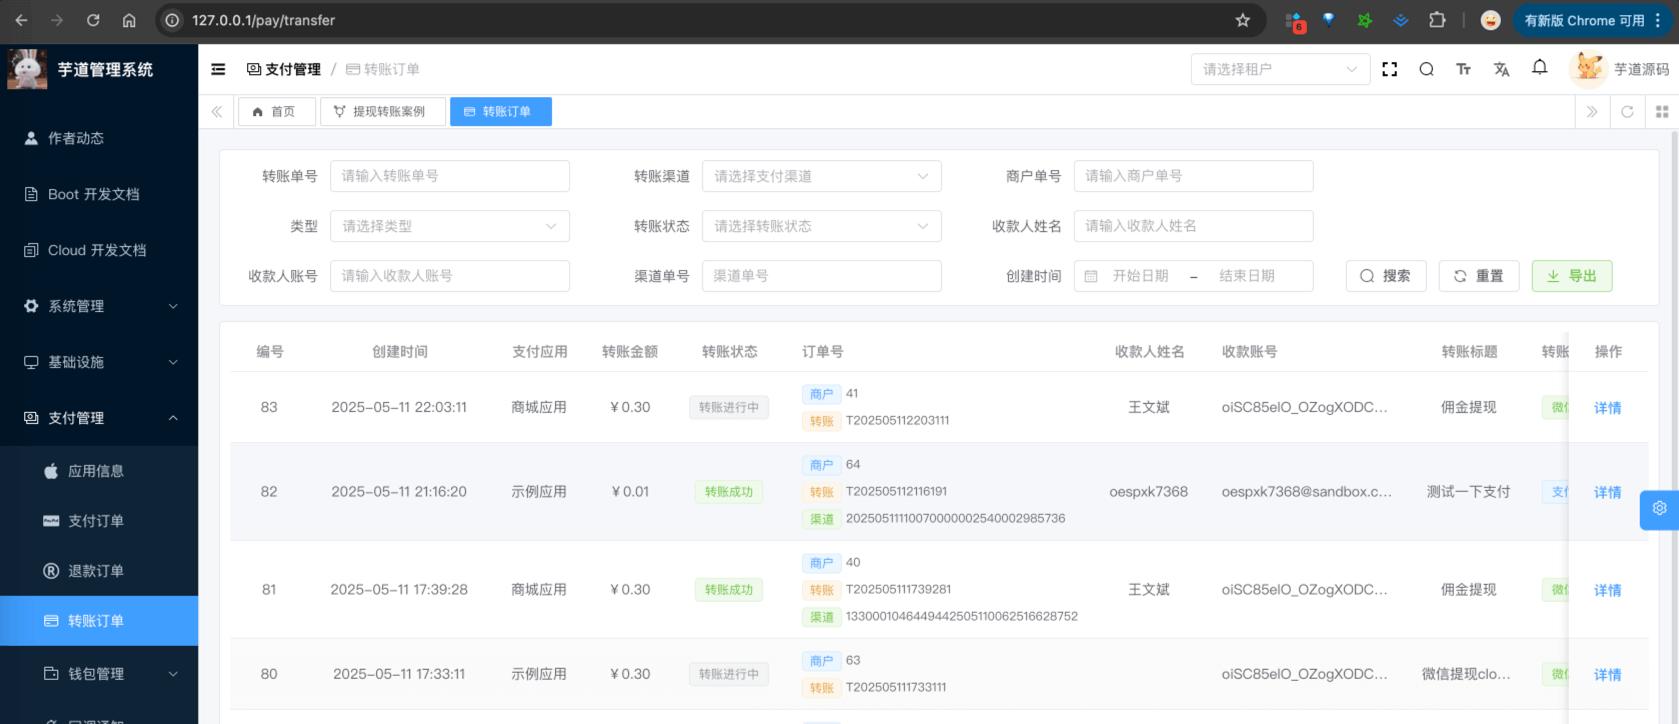 127.0.0.1/pay/transfer
6
有新版 Chrome 可用
芋道管理系统
支付管理 / 转账订单
请选择租户
芋道源码
首页
提现转账案例
转账订单
作者动态
Boot 开发文档
Cloud 开发文档
系统管理
基础设施
支付管理
应用信息
支付订单
退款订单
转账订单
钱包管理
转账单号 请输入转账单号
转账渠道 请选择支付渠道
商户单号 请输入商户单号
类型 请选择类型
转账状态 请选择转账状态
收款人姓名 请输入收款人姓名
收款人账号 请输入收款人账号
渠道单号 渠道单号
创建时间 开始日期 - 结束日期
搜索
重置
导出
编号 创建时间 支付应用 转账金额 转账状态 订单号 收款人姓名 收款账号 转账标题 转账 操作
83 2025-05-11 22:03:11 商城应用 ￥0.30 转账进行中 商户 41
转账 T202505112203111
王文斌 oiSC85elO_OZogXODC... 佣金提现 微信 详情
82 2025-05-11 21:16:20 示例应用 ￥0.01 转账成功 商户 64
转账 T202505112116191
渠道 20250511110070000002540002985736
oespxk7368 oespxk7368@sandbox.c... 测试一下支付 支付 详情
81 2025-05-11 17:39:28 商城应用 ￥0.30 转账成功 商户 40
转账 T202505111739281
渠道 1330001046449442505110062516628752
王文斌 oiSC85elO_OZogXODC... 佣金提现 微信 详情
80 2025-05-11 17:33:11 示例应用 ￥0.30 转账进行中 商户 63
转账 T202505111733111
oiSC85elO_OZogXODC... 微信提现clo... 微信 详情